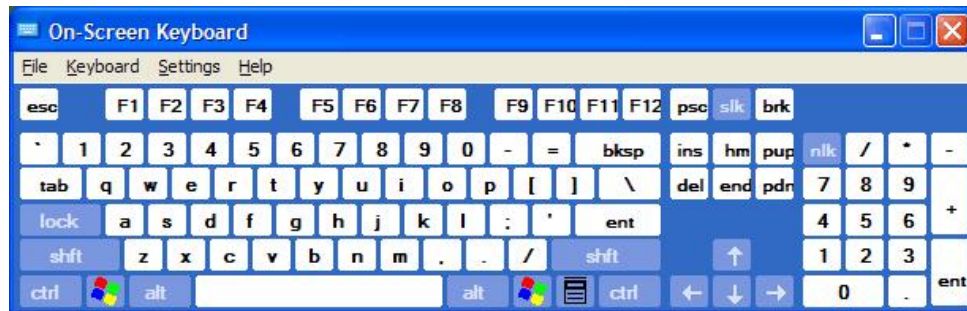 On-Screen Keyboard
File Keyboard Settings Help
esc F1 F2 F3 F4 F5 F6 F7 F8 F9 F10 F11 F12 psc slk brk
` 1 2 3 4 5 6 7 8 9 0 - = bksp ins hm pup nlk / * -
tab q w e r t y u i o p [ ] \ del end pdn 7 8 9 +
lock a s d f g h j k l ; ' ent 4 5 6
shft z x c v b n m , . / shft ↑ 1 2 3 ent
ctrl alt alt ctrl ← ↓ → 0 .